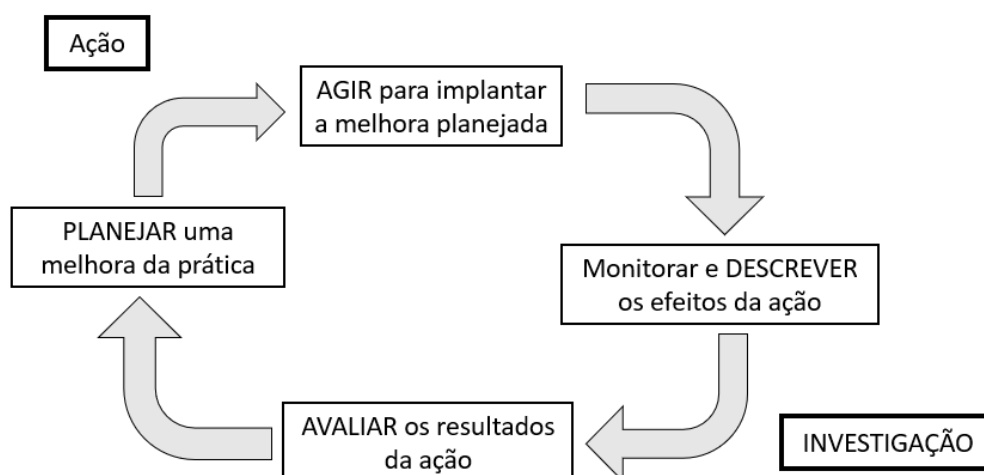 Ação
AGIR para implantar
a melhora planejada
PLANEJAR uma
melhora da prática
Monitorar e DESCREVER
os efeitos da ação
AVALIAR os resultados
da ação
INVESTIGAÇÃO